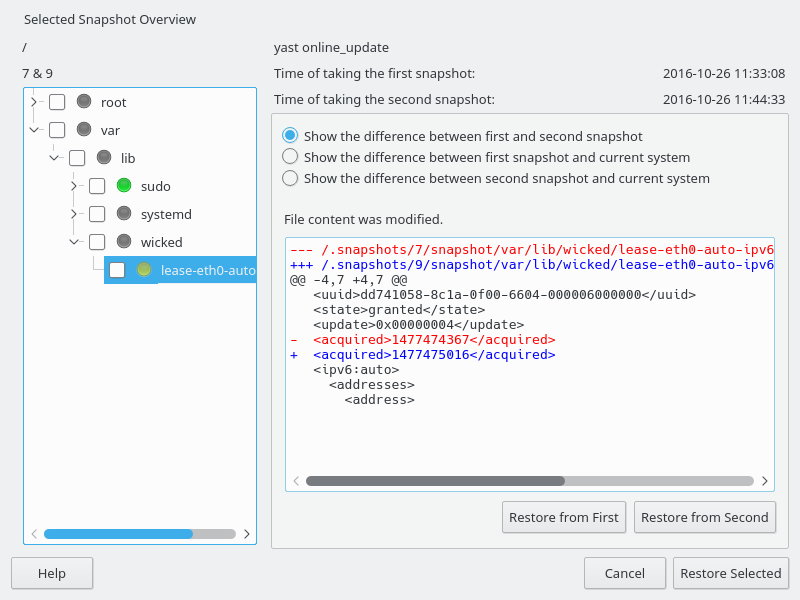 Selected Snapshot Overview
/
7 & 9
root
var
lib
sudo
systemd
wicked
lease-eth0-auto
yast online_update
Time of taking the first snapshot: 2016-10-26 11:33:08
Time of taking the second snapshot: 2016-10-26 11:44:33
Show the difference between first and second snapshot
Show the difference between first snapshot and current system
Show the difference between second snapshot and current system
File content was modified.
--- /.snapshots/7/snapshot/var/lib/wicked/lease-eth0-auto-ipv6
+++ /.snapshots/9/snapshot/var/lib/wicked/lease-eth0-auto-ipv6
@@ -4,7 +4,7 @@
<uuid>dd741058-8c1a-0f00-6604-000006000000</uuid>
<state>granted</state>
<update>0x00000004</update>
- <acquired>1477474367</acquired>
+ <acquired>1477475016</acquired>
<ipv6:auto>
<addresses>
<address>
Restore from First Restore from Second
Help Cancel Restore Selected